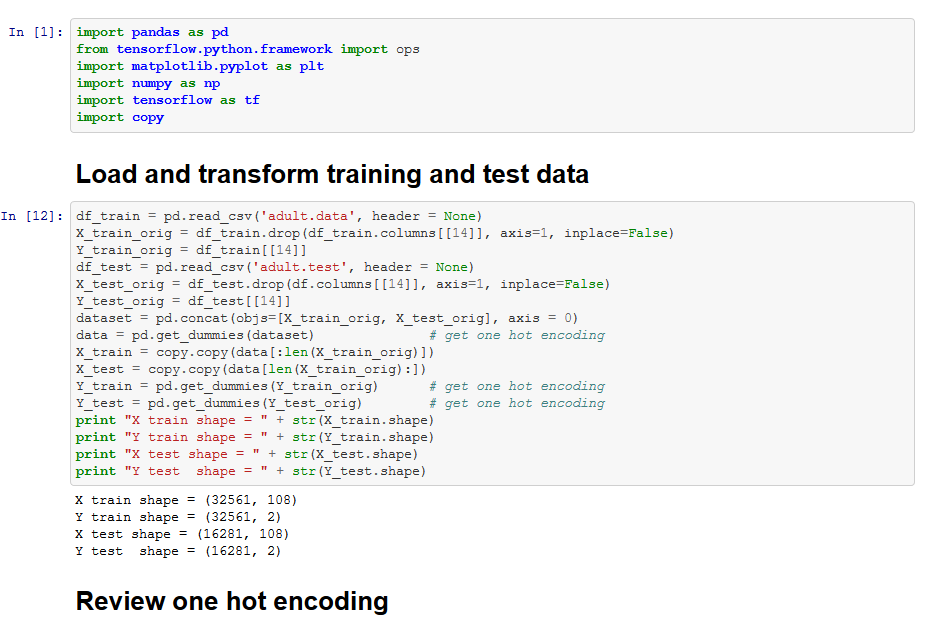 In [1]: import pandas as pd
from tensorflow.python.framework import ops
import matplotlib.pyplot as plt
import numpy as np
import tensorflow as tf
import copy
Load and transform training and test data
In [12]: df_train = pd.read_csv('adult.data', header = None)
X_train_orig = df_train.drop(df_train.columns[[14]], axis=1, inplace=False)
Y_train_orig = df_train[[14]]
df_test = pd.read_csv('adult.test', header = None)
X_test_orig = df_test.drop(df.columns[[14]], axis=1, inplace=False)
Y_test_orig = df_test[[14]]
dataset = pd.concat(objs=[X_train_orig, X_test_orig], axis = 0)
data = pd.get_dummies(dataset)              # get one hot encoding
X_train = copy.copy(data[:len(X_train_orig)])
X_test = copy.copy(data[len(X_train_orig):])
Y_train = pd.get_dummies(Y_train_orig)      # get one hot encoding
Y_test = pd.get_dummies(Y_test_orig)        # get one hot encoding
print "X train shape = " + str(X_train.shape)
print "Y train shape = " + str(Y_train.shape)
print "X test shape = " + str(X_test.shape)
print "Y test  shape = " + str(Y_test.shape)
X train shape = (32561, 108)
Y train shape = (32561, 2)
X test shape = (16281, 108)
Y test  shape = (16281, 2)
Review one hot encoding